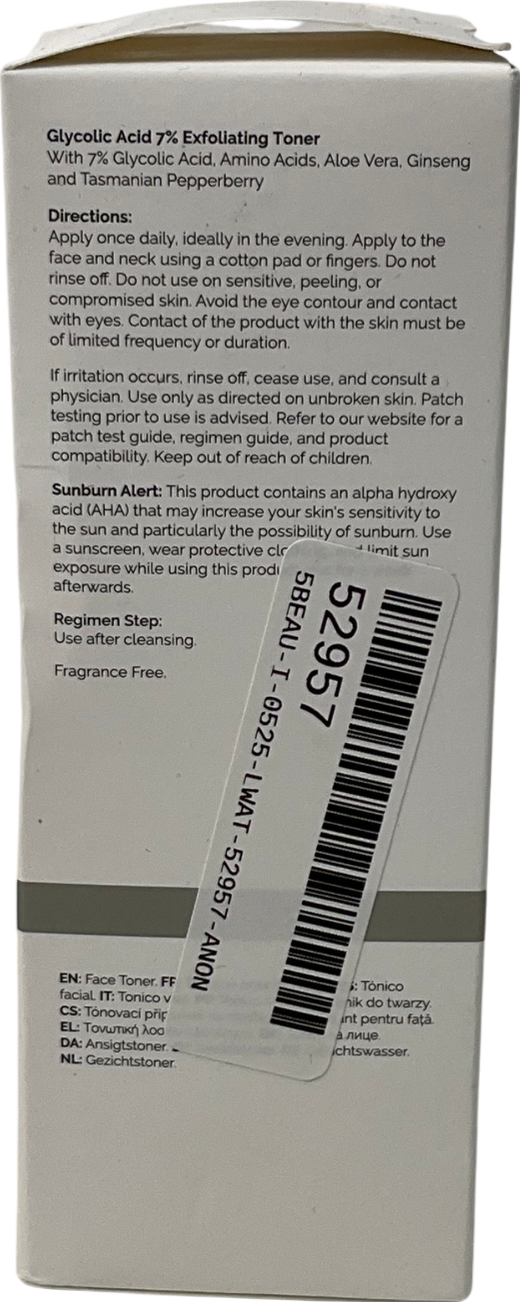 Glycolic Acid 7% Exfoliating Toner
With 7% Glycolic Acid, Amino Acids, Aloe Vera, Ginseng
and Tasmanian Pepperberry
Directions:
Apply once daily, ideally in the evening. Apply to the
face and neck using a cotton pad or fingers. Do not
rinse off. Do not use on sensitive, peeling, or
compromised skin. Avoid the eye contour and contact
with eyes. Contact of the product with the skin must be
of limited frequency or duration.
If irritation occurs, rinse off, cease use, and consult a
physician. Use only as directed on unbroken skin. Patch
testing prior to use is advised. Refer to our website for a
patch test guide, regimen guide, and product
compatibility. Keep out of reach of children.
Sunburn Alert: This product contains an alpha hydroxy
acid (AHA) that may increase your skin's sensitivity to
the sun and particularly the possibility of sunburn. Use
a sunscreen, wear protective limit sun
exposure while using this
afterwards.
Regimen Step:
Use after cleansing.
Fragrance Free.
52957
5BEAU-I-0525-LWAT-52957-ANON
EN: Face Toner. Tónico
facial. IT: Tonico do twarzy.
CS: Tónovací pentru față.
EL: Τονωτική лице.
DA: Ansigtstoner.
NL: Gezichtstoner.